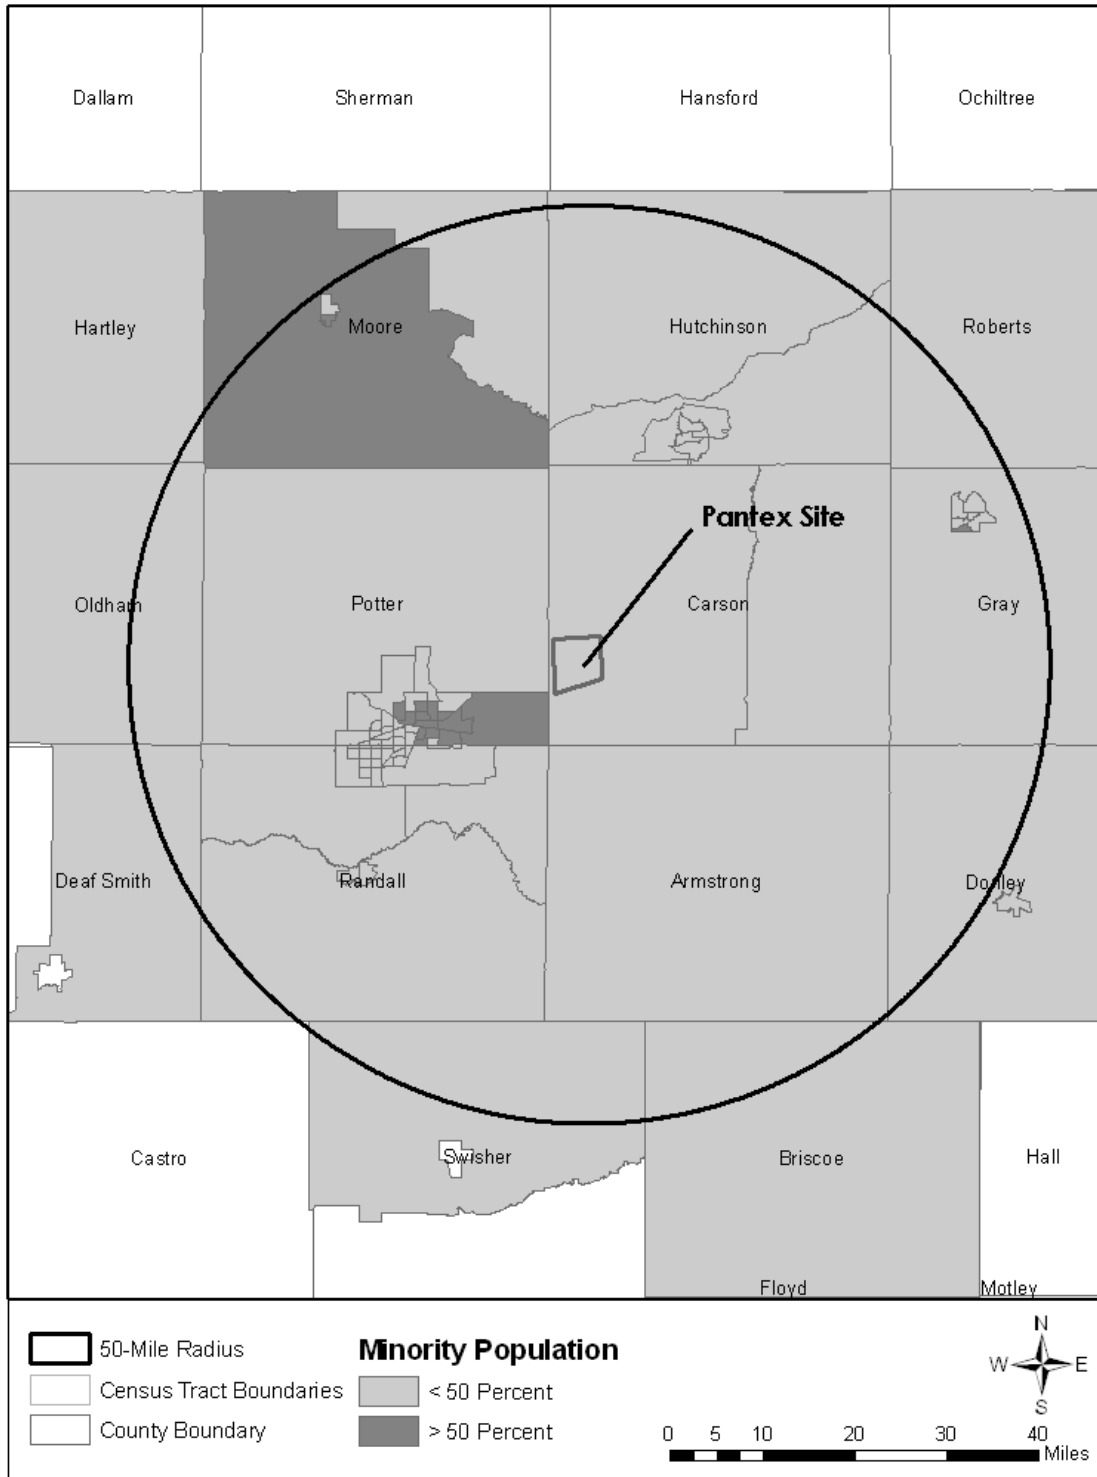 Dallam Sherman Hansford Ochiltree
Hartley Moore Hutchinson Roberts
Pantex Site
Oldham Potter Carson Gray
Deaf Smith Randall Armstrong Donley
Castro Swisher Briscoe Hall
Floyd Motley
50-Mile Radius
Census Tract Boundaries
County Boundary
Minority Population
< 50 Percent
> 50 Percent
N
W E
S
0 5 10 20 30 40
Miles